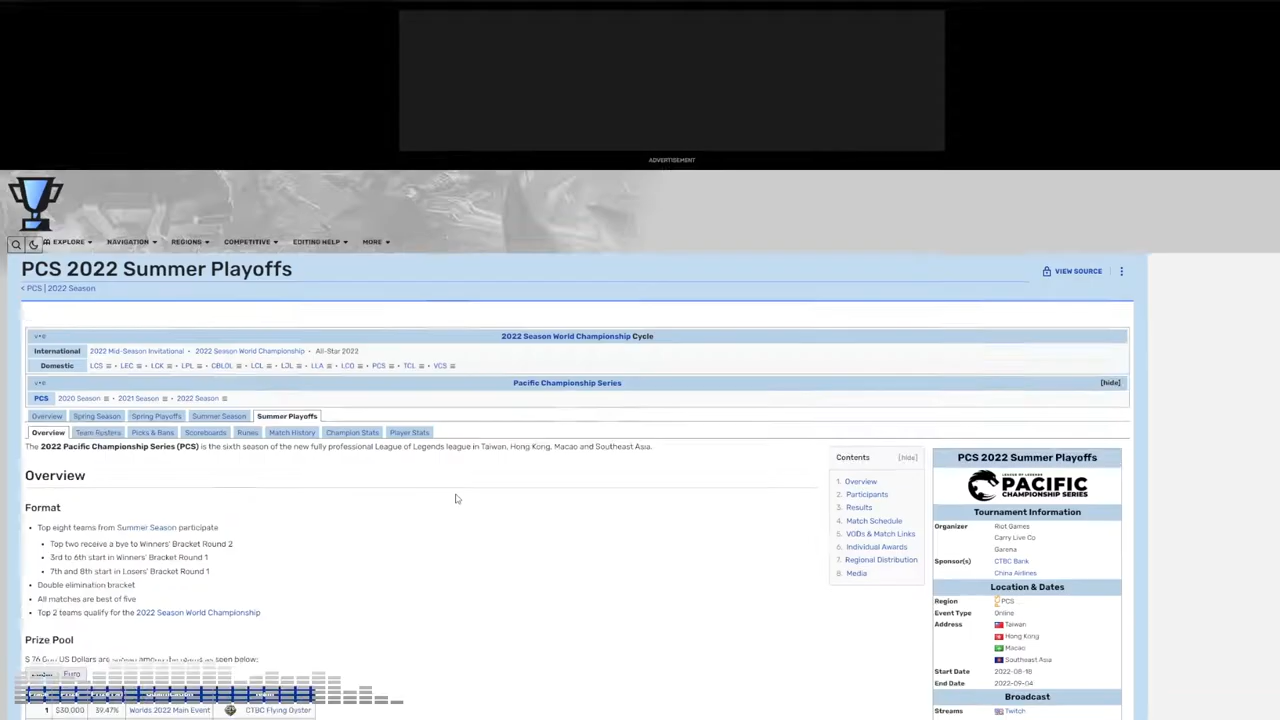 ADVERTISEMENT
EXPLORE NAVIGATION REGIONS COMPETITIVE EDITING HELP MORE
PCS 2022 Summer Playoffs
VIEW SOURCE
< PCS | 2022 Season
v•e 2022 Season World Championship Cycle
International 2022 Mid-Season Invitational • 2022 Season World Championship • All-Star 2022
Domestic LCS • LEC • LCK • LPL • CBLOL • LCL • LJL • LLA • LCO • PCS • TCL • VCS
v•e Pacific Championship Series [hide]
PCS 2020 Season • 2021 Season • 2022 Season
Overview Spring Season Spring Playoffs Summer Season Summer Playoffs
Overview Team Rosters Picks & Bans Scoreboards Runes Match History Champion Stats Player Stats
The 2022 Pacific Championship Series (PCS) is the sixth season of the new fully professional League of Legends league in Taiwan, Hong Kong, Macao and Southeast Asia.
Overview
Format
• Top eight teams from Summer Season participate
• Top two receive a bye to Winners' Bracket Round 2
• 3rd to 6th start in Winners' Bracket Round 1
• 7th and 8th start in Losers' Bracket Round 1
• Double elimination bracket
• All matches are best of five
• Top 2 teams qualify for the 2022 Season World Championship
Prize Pool
US Dollars are seen below:
Euro
1 $30,000 39.47% Worlds 2022 Main Event CTBC Flying Oyster
Contents [hide]
1. Overview
2. Participants
3. Results
4. Match Schedule
5. VODs & Match Links
6. Individual Awards
7. Regional Distribution
8. Media
PCS 2022 Summer Playoffs
LEAGUE OF LEGENDS
PACIFIC
CHAMPIONSHIP SERIES
Tournament Information
Organizer Riot Games
Carry Live Co
Garena
Sponsor(s) CTBC Bank
China Airlines
Location & Dates
Region PCS
Event Type Online
Address Taiwan
Hong Kong
Macao
Southeast Asia
Start Date 2022-08-18
End Date 2022-09-04
Broadcast
Streams Twitch